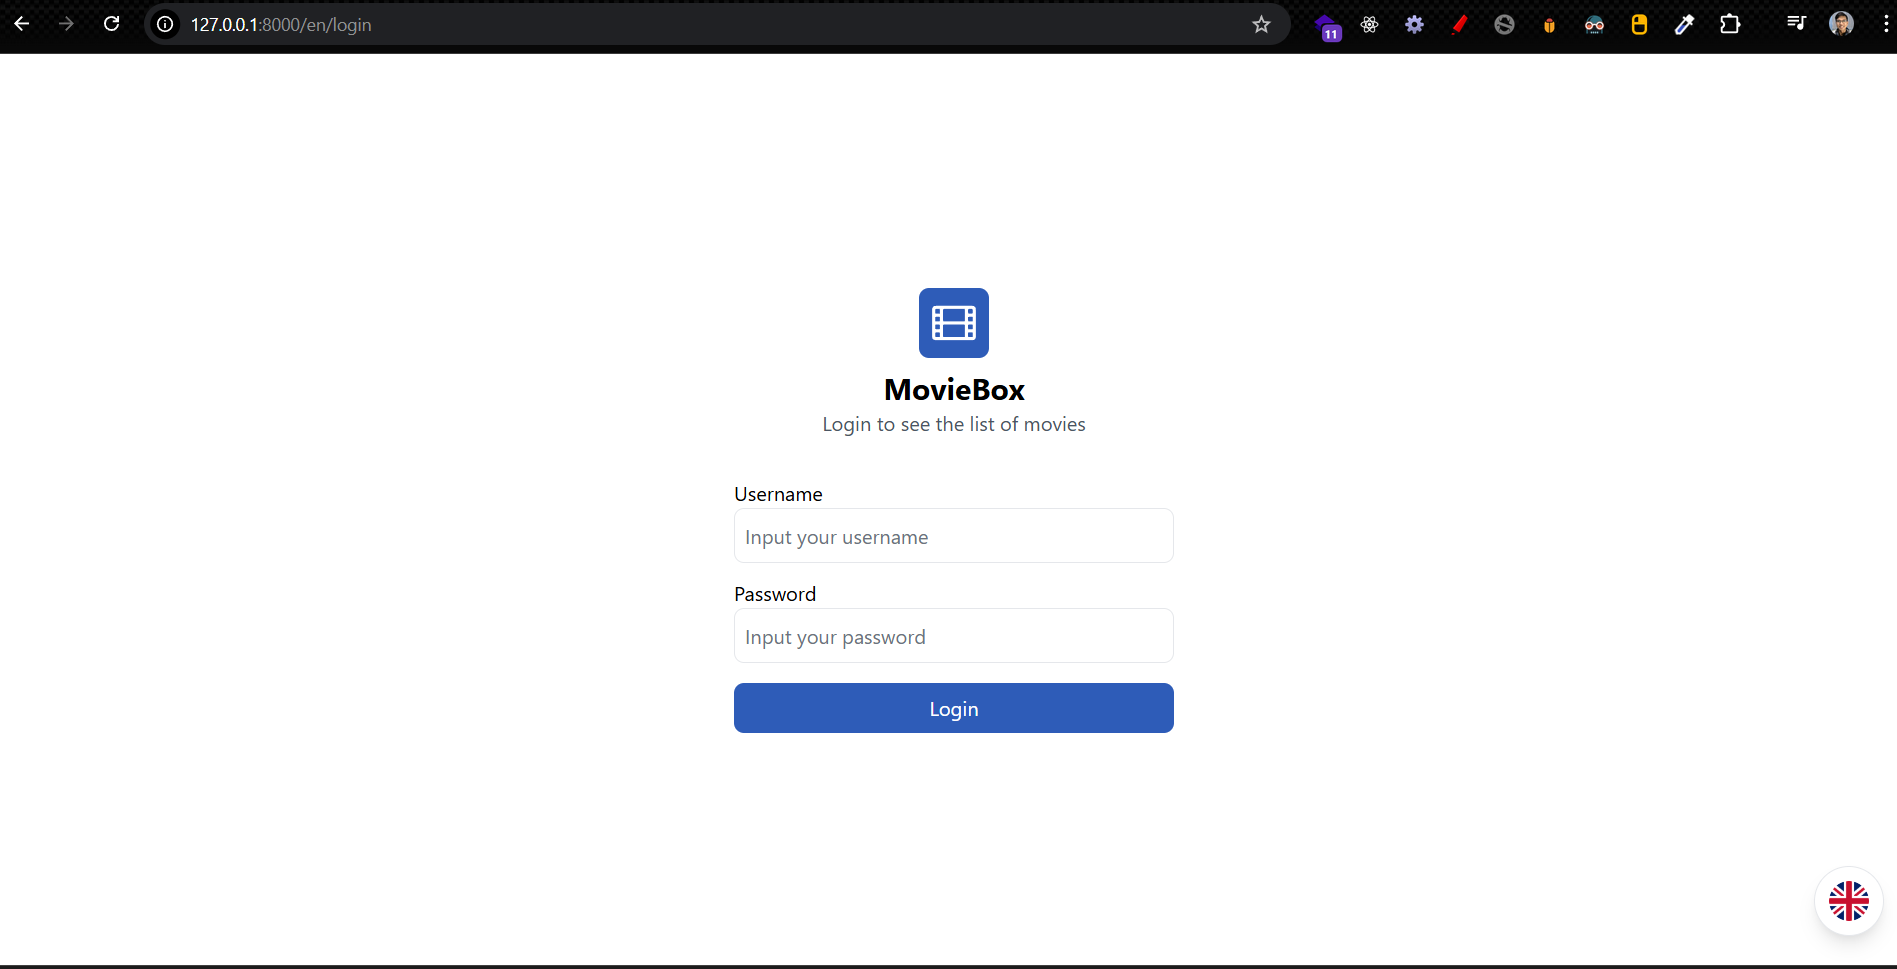 127.0.0.1:8000/en/login
11
MovieBox
Login to see the list of movies
Username
Input your username
Password
Input your password
Login